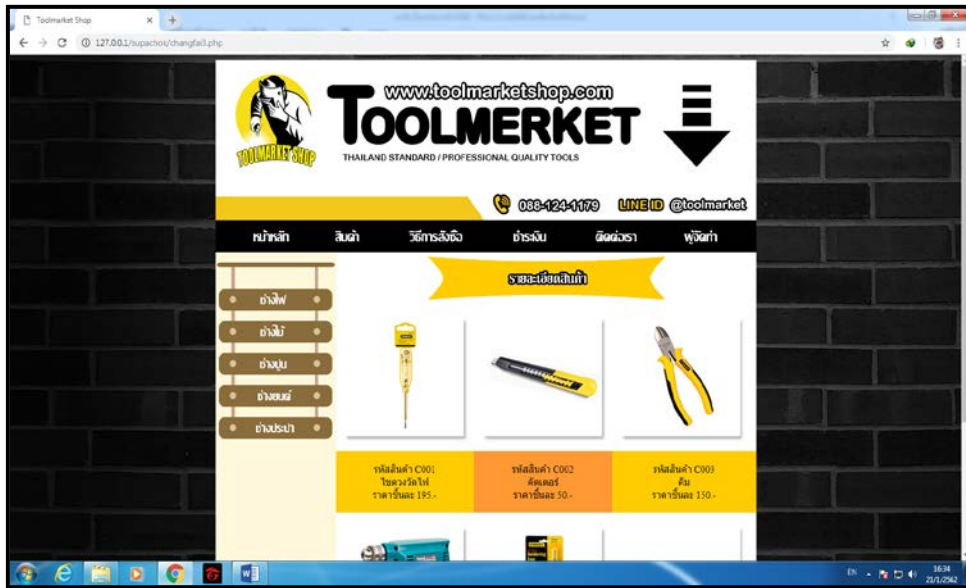 Toolmarket Shop
127.0.0.1/supachos/changfai3.php
www.toolmarketshop.com
TOOLMERKET
THAILAND STANDARD / PROFESSIONAL QUALITY TOOLS
TOOLMARKET SHOP
088-124-1179 LINE ID @toolmarket
หน้าหลัก สินค้า วิธีการสั่งซื้อ ชำระเงิน ติดต่อเรา ผู้จัดทำ
รายละเอียดสินค้า
ช่างไฟ
ช่างไม้
ช่างปูน
ช่างยนต์
ช่างประปา
รหัสสินค้า C001
ไขควงวัดไฟ
ราคาชิ้นละ 195.-
รหัสสินค้า C002
คัตเตอร์
ราคาชิ้นละ 50.-
รหัสสินค้า C003
คีม
ราคาชิ้นละ 150.-
EN
16:34
21/1/2562